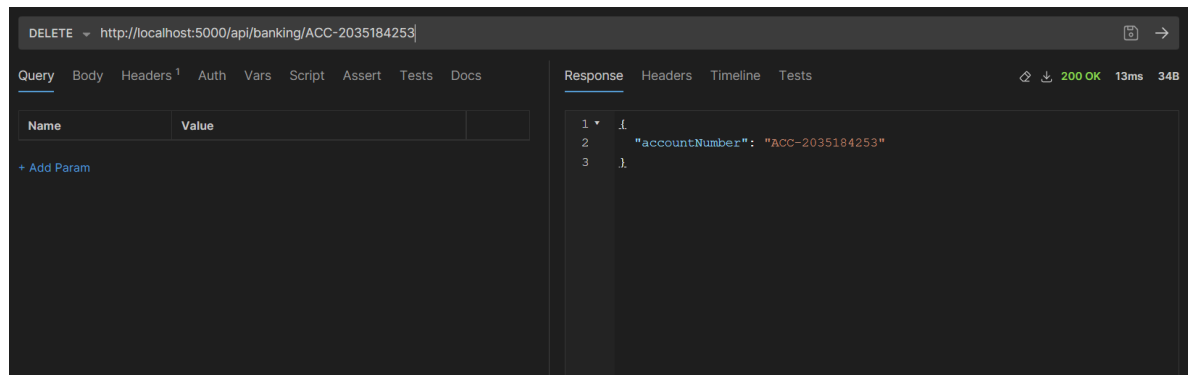 DELETE http://localhost:5000/api/banking/ACC-2035184253
Query Body Headers 1 Auth Vars Script Assert Tests Docs
Name Value
+ Add Param
Response Headers Timeline Tests 200 OK 13ms 34B
1 {
2 "accountNumber": "ACC-2035184253"
3 }